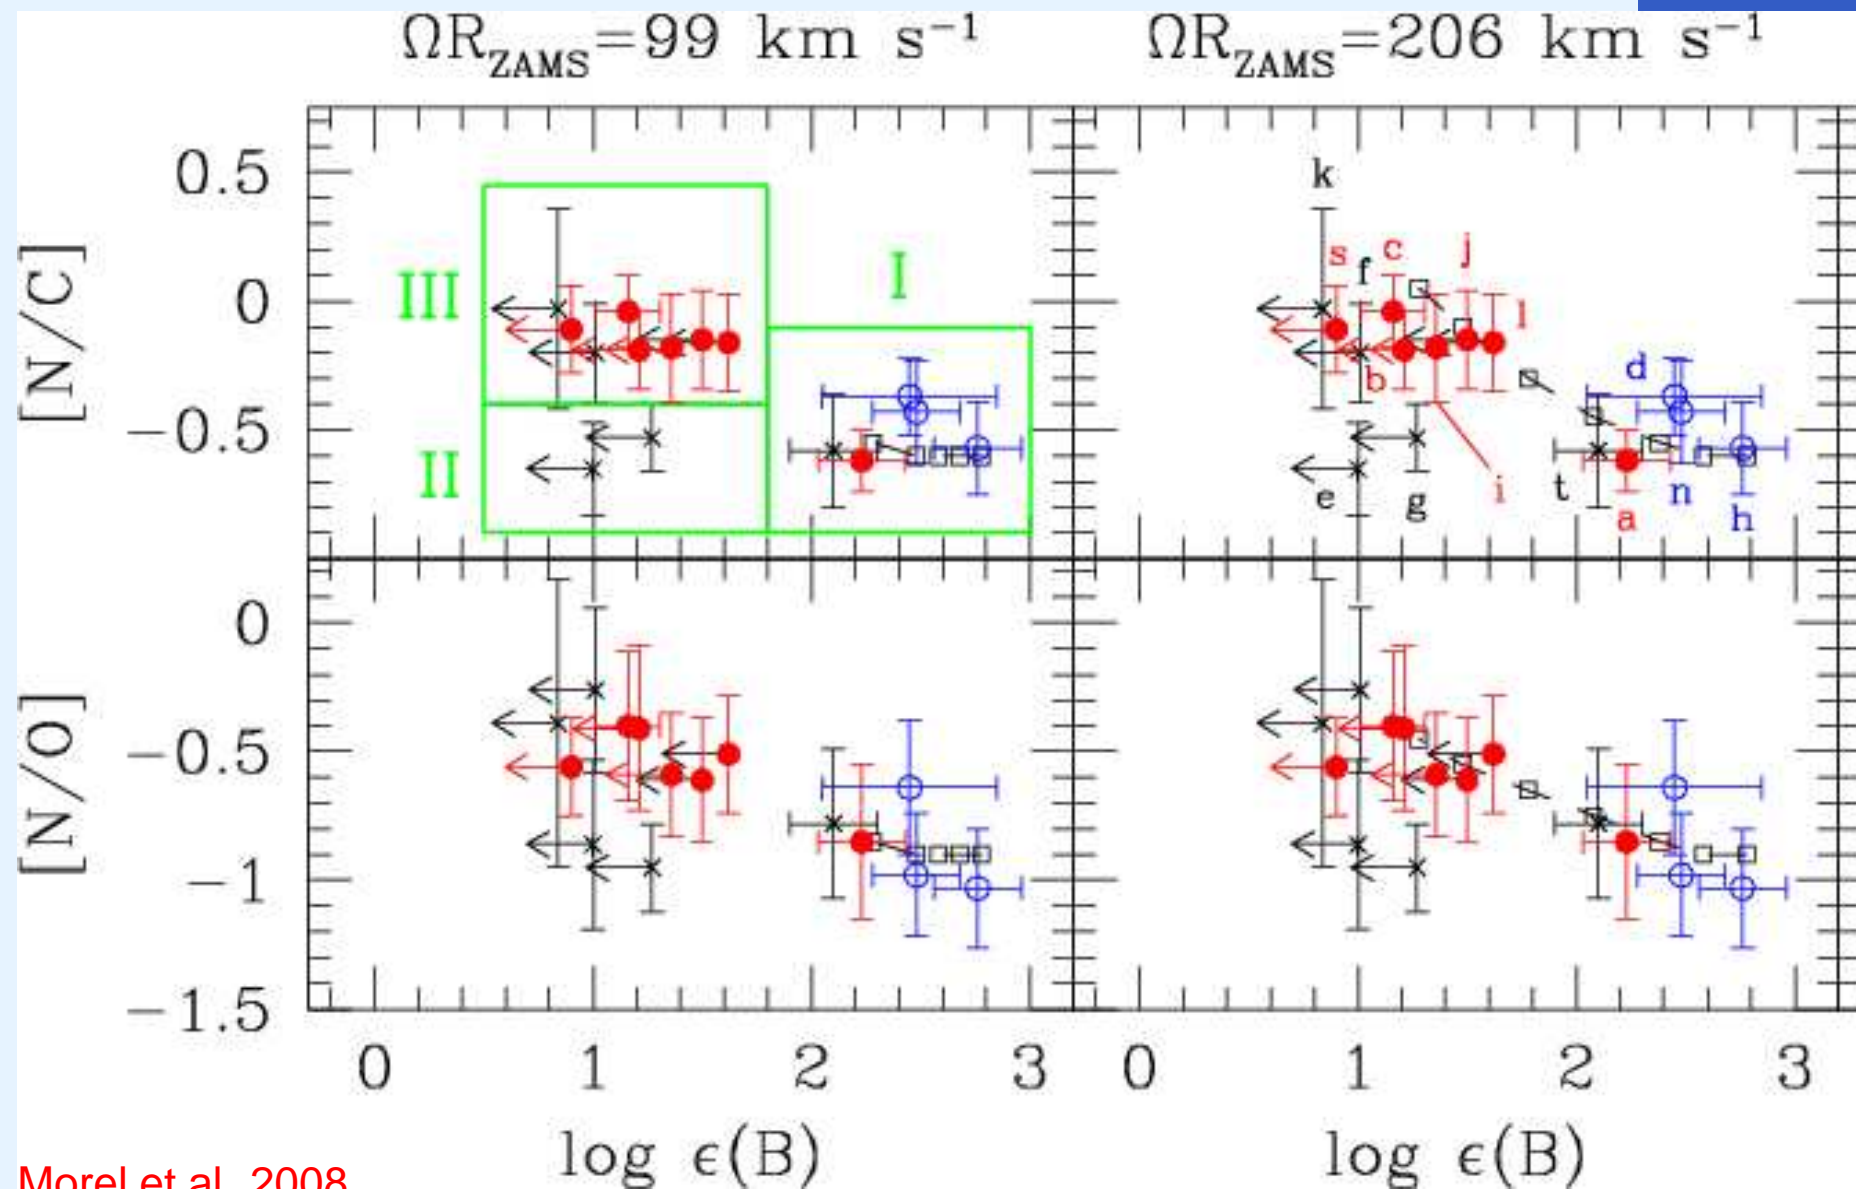 ΩR_ZAMS=99 km s⁻¹
ΩR_ZAMS=206 km s⁻¹
[N/C]
0.5
0
−0.5
III
I
II
k
s
c
j
f
l
b
d
e
g
i
t
a
n
h
[N/O]
0
−0.5
−1
−1.5
0 1 2 3
0 1 2 3
log ϵ(B)
log ϵ(B)
Morel et al. 2008